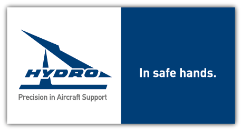 HYDRO
Precision in Aircraft Support
In safe hands.